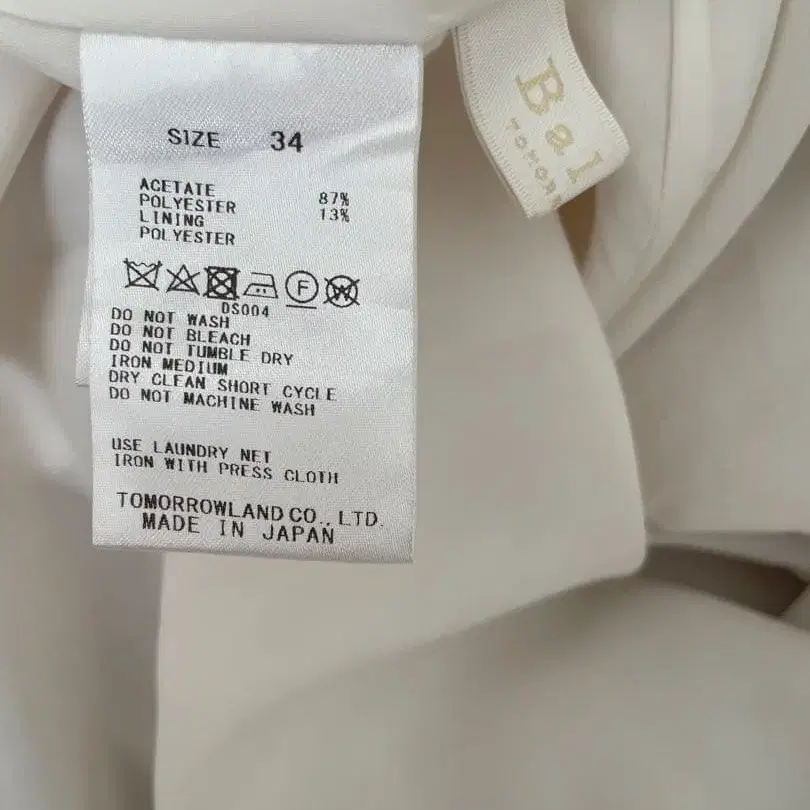 SIZE 34
ACETATE 87%
POLYESTER 13%
LINING
POLYESTER
F W
DS004
DO NOT WASH
DO NOT BLEACH
DO NOT TUMBLE DRY
IRON MEDIUM
DRY CLEAN SHORT CYCLE
DO NOT MACHINE WASH
USE LAUNDRY NET
IRON WITH PRESS CLOTH
TOMORROWLAND CO., LTD.
MADE IN JAPAN
Bal
TOMOR